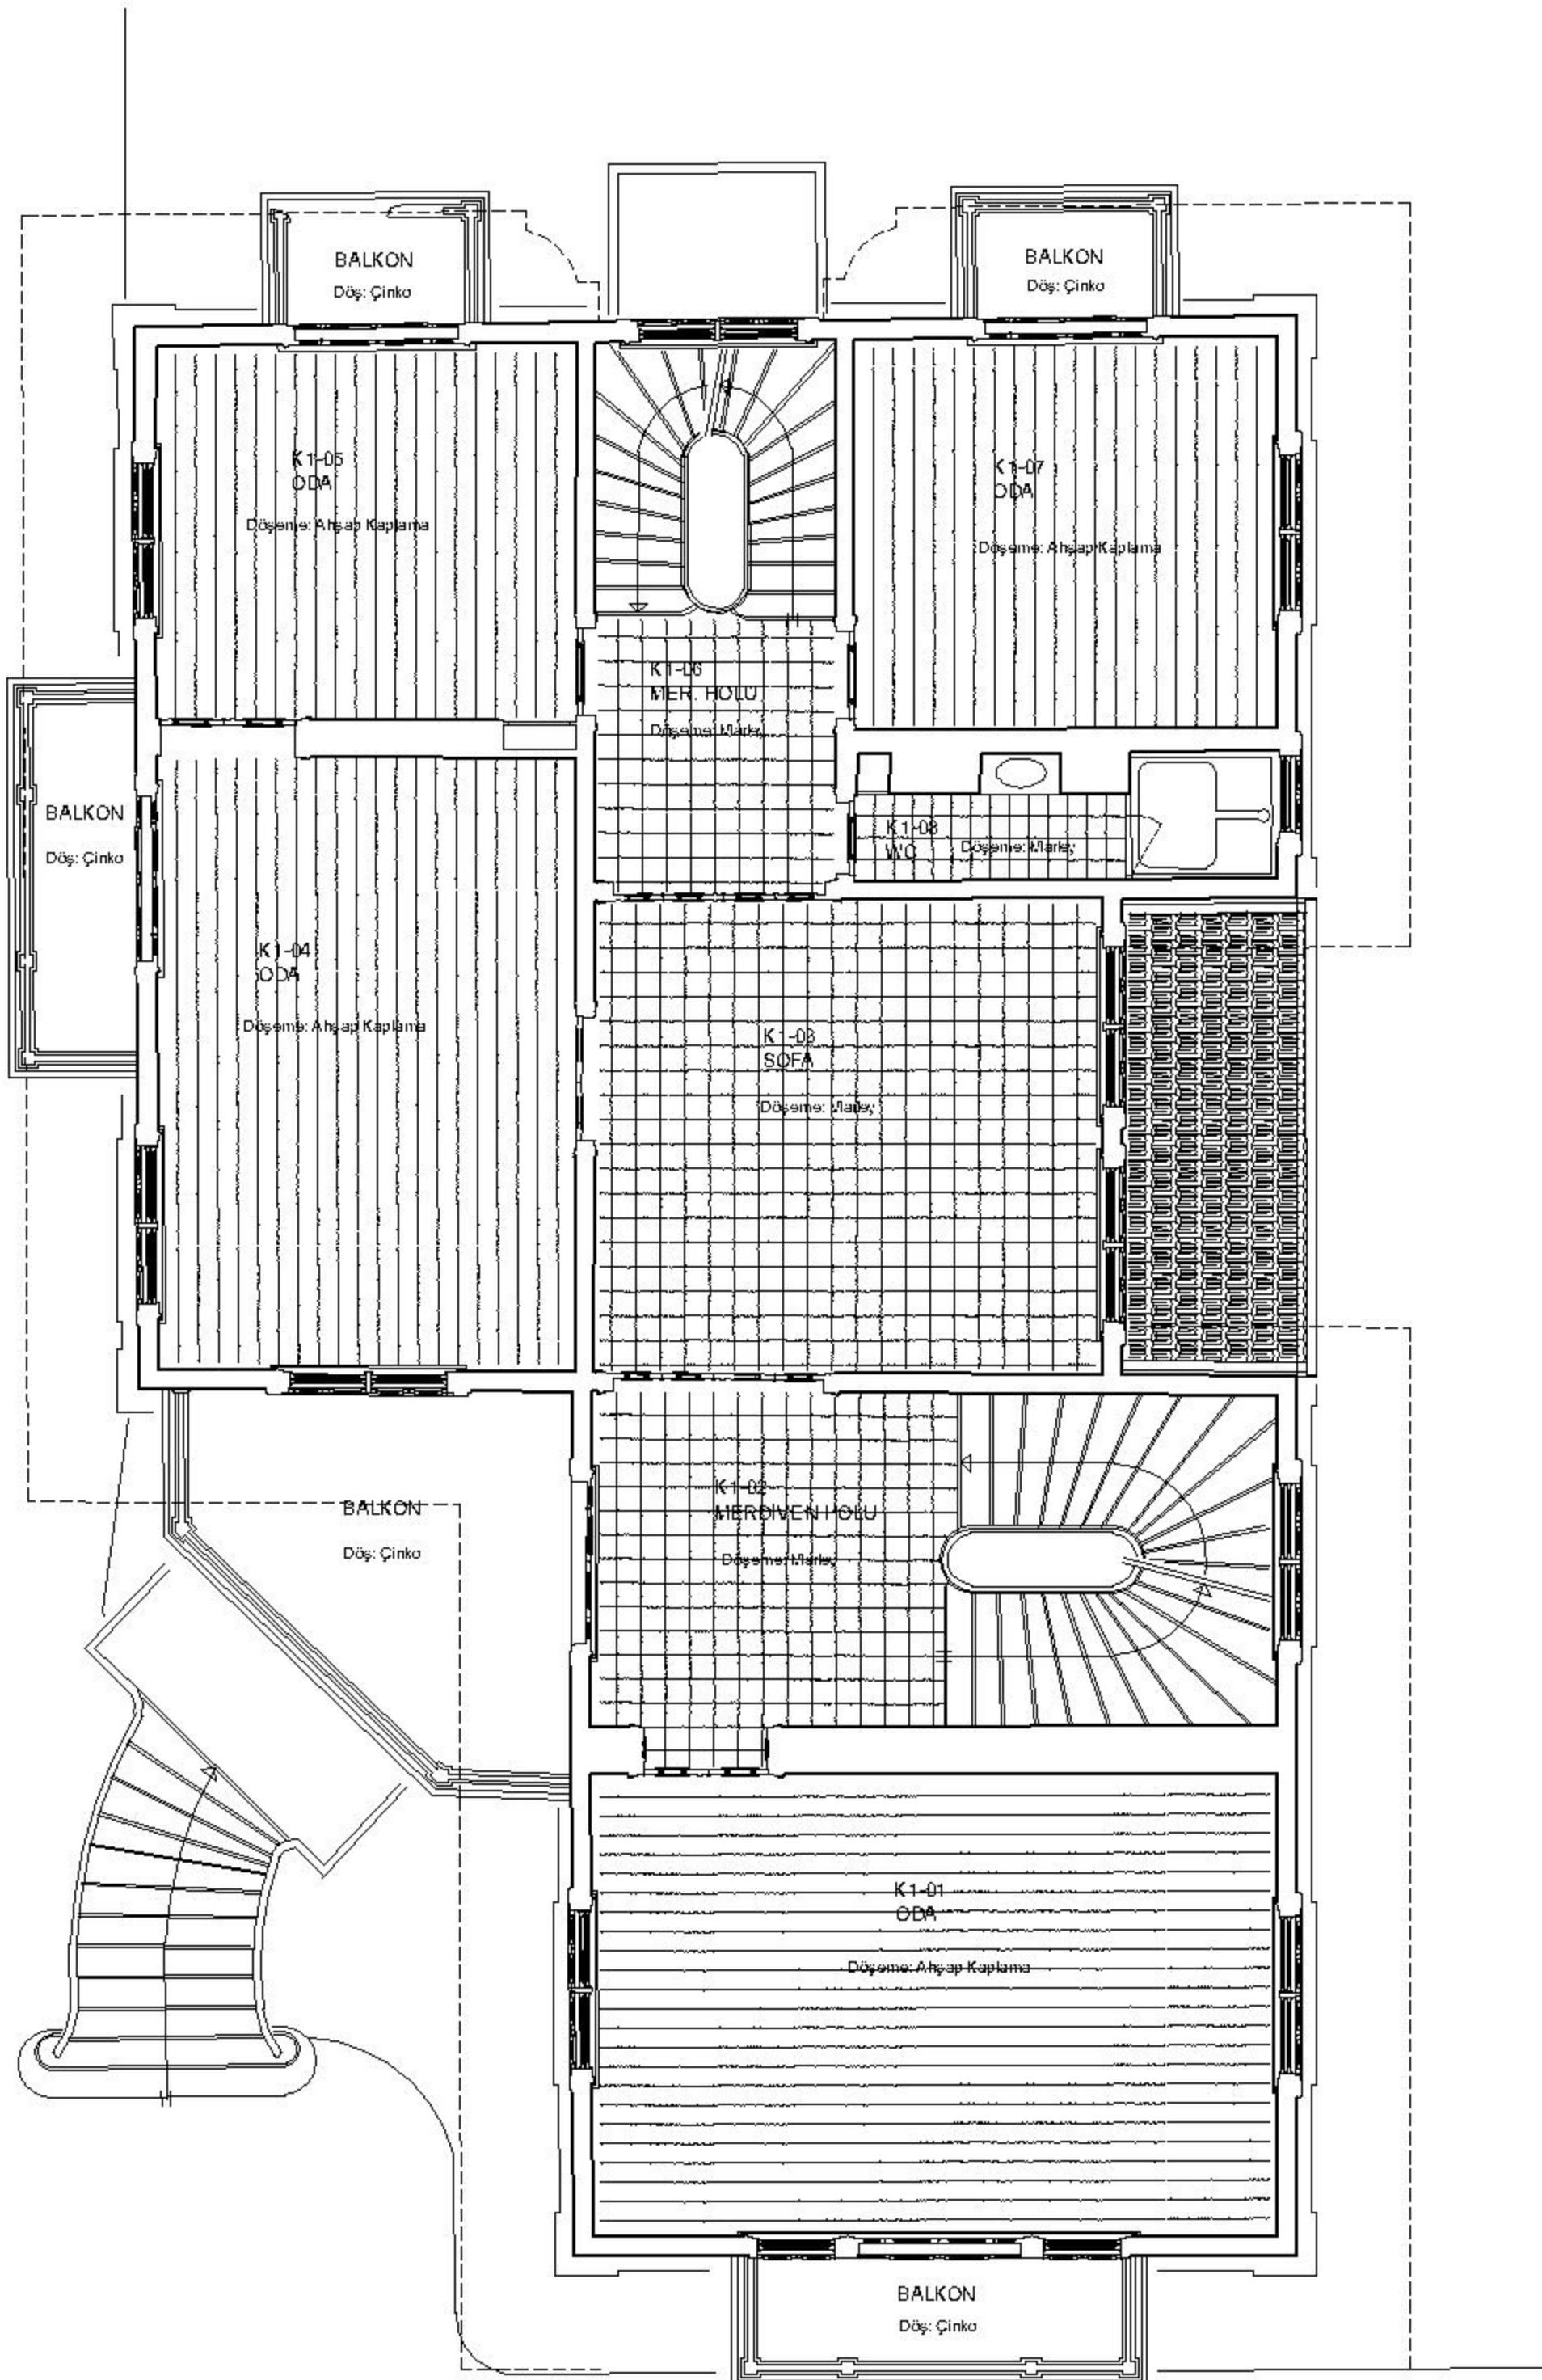 BALKON
Döş: Çinko
BALKON
Döş: Çinko
K1-05
ODA
Döşeme: Ahşap Kaplama
K1-07
ODA
Döşeme: Ahşap Kaplama
K1-06
MER. HOLÜ
Döşeme: Marley
BALKON
Döş: Çinko
K1-08
WC
Döşeme: Marley
K1-04
ODA
Döşeme: Ahşap Kaplama
K1-03
SOFA
Döşeme: Marley
K1-02
MERDİVEN HOLÜ
Döşeme: Marley
BALKON
Döş: Çinko
K1-01
ODA
Döşeme: Ahşap Kaplama
BALKON
Döş: Çinko